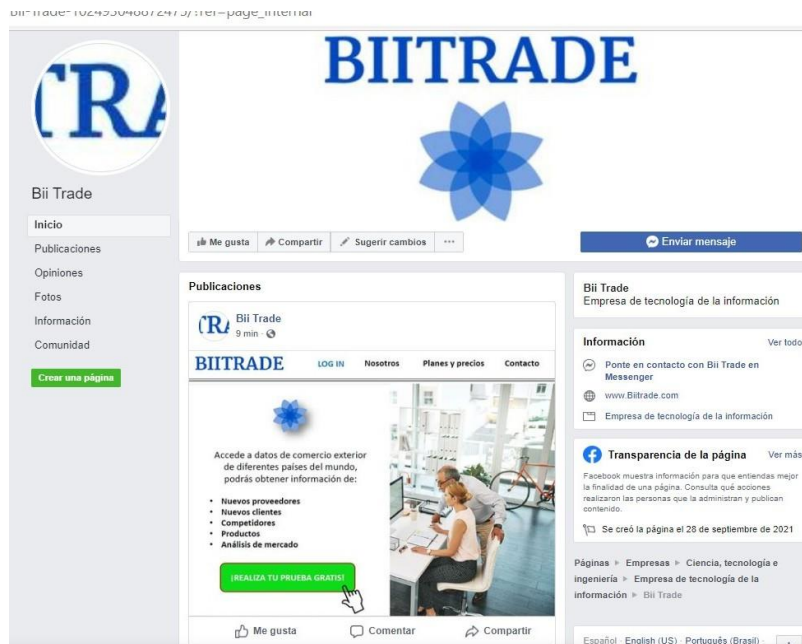 BIITRADE
TRA
Bii Trade
Inicio
Publicaciones
Opiniones
Fotos
Información
Comunidad
Crear una página
Me gusta
Compartir
Sugerir cambios
Enviar mensaje
Publicaciones
TRA
Bii Trade
9 min ·
BIITRADE
LOG IN
Nosotros
Planes y precios
Contacto
Accede a datos de comercio exterior
de diferentes países del mundo,
podrás obtener información de:
• Nuevos proveedores
• Nuevos clientes
• Competidores
• Productos
• Análisis de mercado
¡REALIZA TU PRUEBA GRATIS!
Me gusta
Comentar
Compartir
Bii Trade
Empresa de tecnología de la información
Información
Ver todo
Ponte en contacto con Bii Trade en
Messenger
www.Biitrade.com
Empresa de tecnología de la información
Transparencia de la página
Ver más
Facebook muestra información para que entiendas mejor
la finalidad de una página. Consulta qué acciones
realizaron las personas que la administran y publican
contenido.
Se creó la página el 28 de septiembre de 2021
Páginas ▸ Empresas ▸ Ciencia, tecnología e
ingeniería ▸ Empresa de tecnología de la
información ▸ Bii Trade
Español · English (US) · Português (Brasil) ·